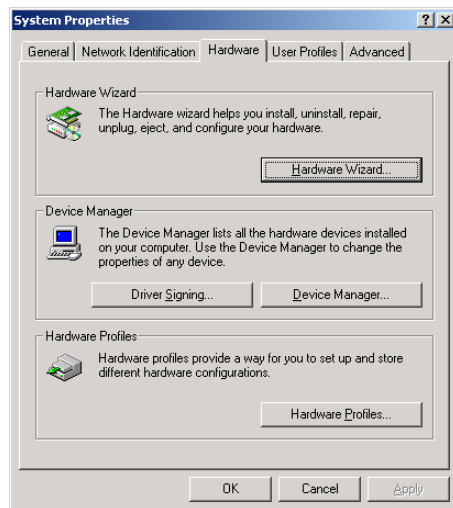 System Properties
General Network Identification Hardware User Profiles Advanced
Hardware Wizard
The Hardware wizard helps you install, uninstall, repair,
unplug, eject, and configure your hardware.
Hardware Wizard...
Device Manager
The Device Manager lists all the hardware devices installed
on your computer. Use the Device Manager to change the
properties of any device.
Driver Signing... Device Manager...
Hardware Profiles
Hardware profiles provide a way for you to set up and store
different hardware configurations.
Hardware Profiles...
OK Cancel Apply